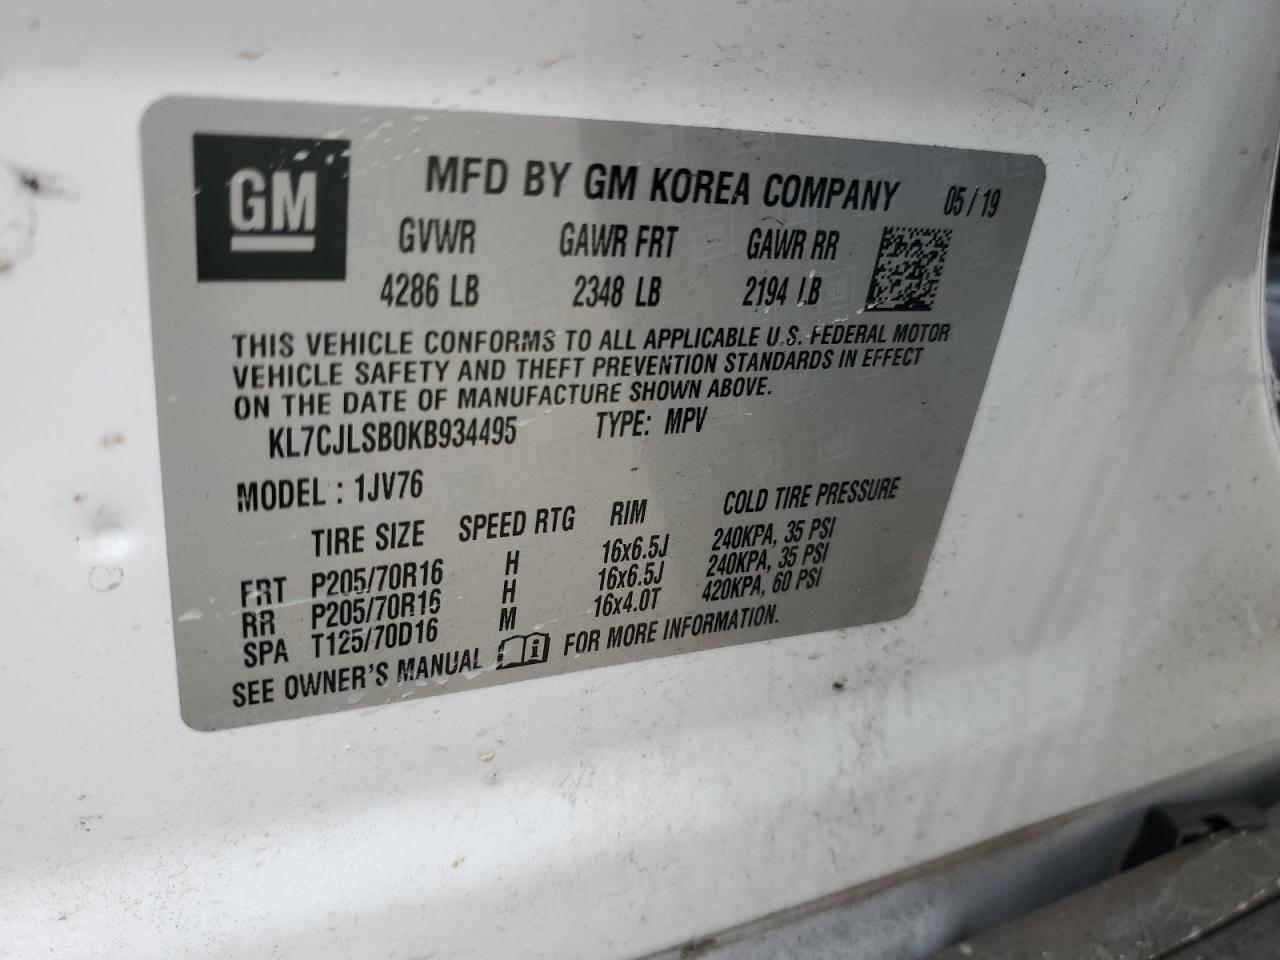 GM
MFD BY GM KOREA COMPANY 05/19
GVWR GAWR FRT GAWR RR
4286 LB 2348 LB 2194 LB
THIS VEHICLE CONFORMS TO ALL APPLICABLE U.S. FEDERAL MOTOR
VEHICLE SAFETY AND THEFT PREVENTION STANDARDS IN EFFECT
ON THE DATE OF MANUFACTURE SHOWN ABOVE.
KL7CJLSB0KB934495 TYPE: MPV
MODEL : 1JV76
TIRE SIZE SPEED RTG RIM COLD TIRE PRESSURE
FRT P205/70R16 H 16x6.5J 240KPA, 35 PSI
RR P205/70R16 H 16x6.5J 240KPA, 35 PSI
SPA T125/70D16 M 16x4.0T 420KPA, 60 PSI
SEE OWNER'S MANUAL i FOR MORE INFORMATION.